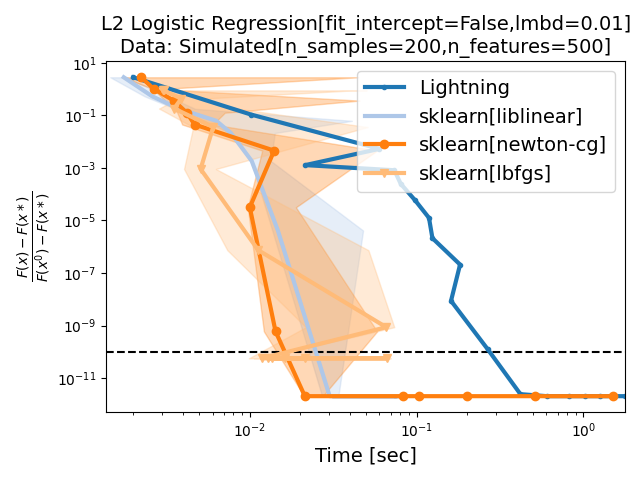 L2 Logistic Regression[fit_intercept=False,lmbd=0.01]
Data: Simulated[n_samples=200,n_features=500]
Lightning
sklearn[liblinear]
sklearn[newton-cg]
sklearn[lbfgs]
10¹
10⁻¹
10⁻³
10⁻⁵
10⁻⁷
10⁻⁹
10⁻¹¹
F(x) − F(x*)
F(x⁰) − F(x*)
10⁻² 10⁻¹ 10⁰
Time [sec]